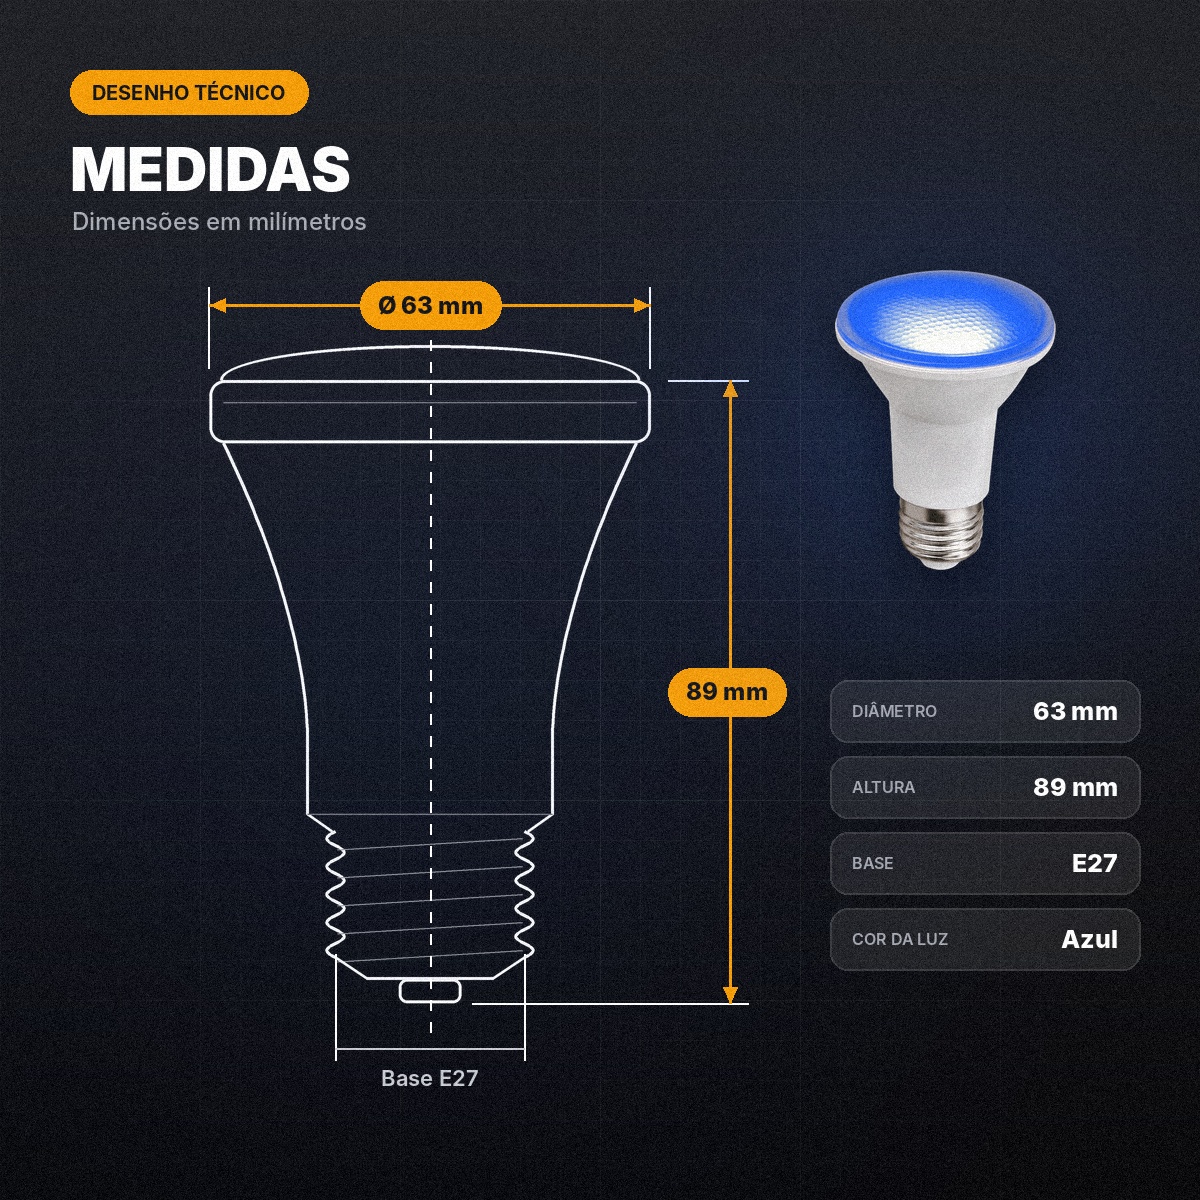 DESENHO TÉCNICO
MEDIDAS
Dimensões em milímetros
Ø 63 mm
89 mm
DIÂMETRO 63 mm
ALTURA 89 mm
BASE E27
COR DA LUZ Azul
Base E27